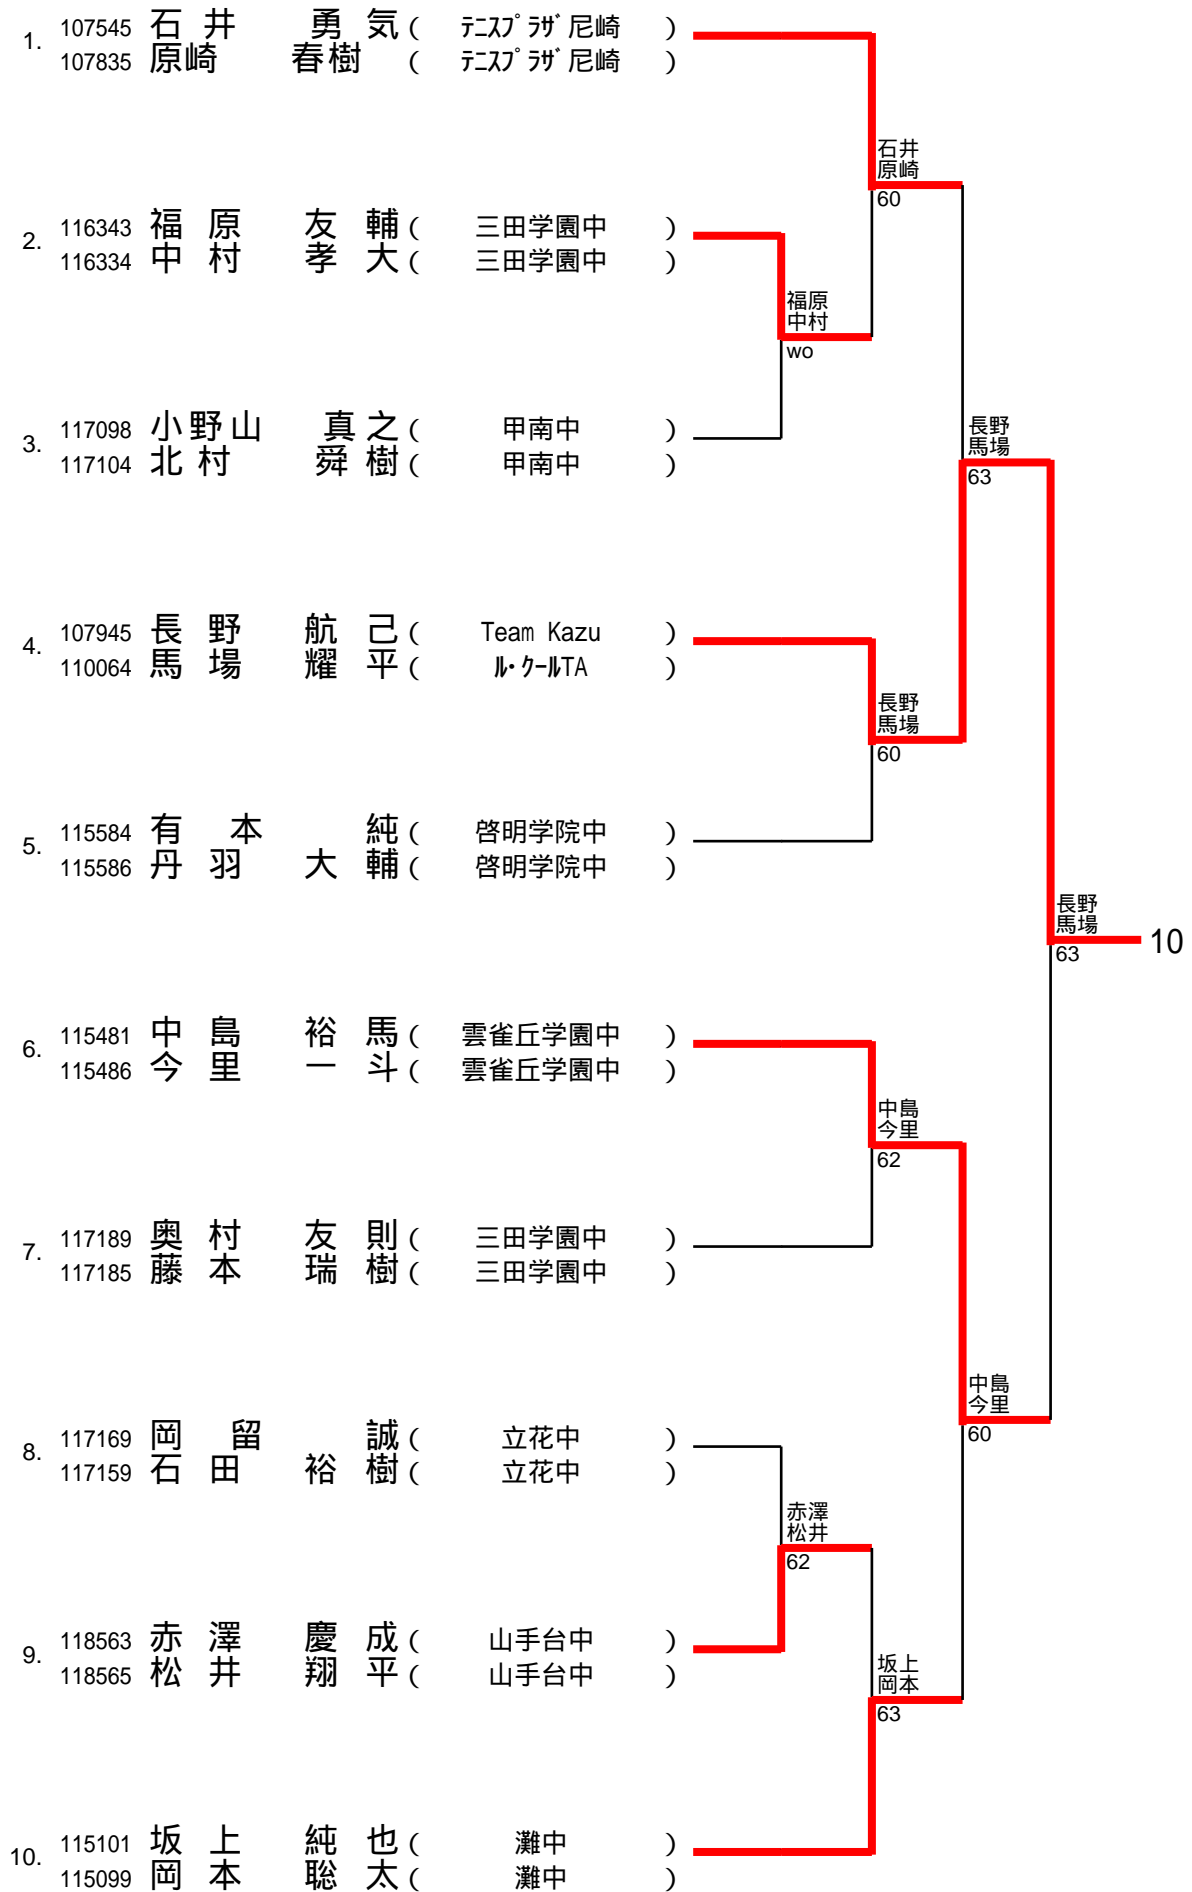 1. 107545 石井 勇気 ( テニスプラザ尼崎 )
107835 原崎 春樹 ( テニスプラザ尼崎 )
石井
原崎
60
2. 116343 福原 友輔 ( 三田学園中 )
116334 中村 孝大 ( 三田学園中 )
福原
中村
wo
3. 117098 小野山 真之 ( 甲南中 )
117104 北村 舜樹 ( 甲南中 )
長野
馬場
63
4. 107945 長野 航己 ( Team Kazu )
110064 馬場 耀平 ( ル・クールTA )
長野
馬場
60
5. 115584 有本 純 ( 啓明学院中 )
115586 丹羽 大輔 ( 啓明学院中 )
長野
馬場
63
10
6. 115481 中島 裕馬 ( 雲雀丘学園中 )
115486 今里 一斗 ( 雲雀丘学園中 )
中島
今里
62
7. 117189 奥村 友則 ( 三田学園中 )
117185 藤本 瑞樹 ( 三田学園中 )
中島
今里
60
8. 117169 岡留 誠 ( 立花中 )
117159 石田 裕樹 ( 立花中 )
赤澤
松井
62
9. 118563 赤澤 慶成 ( 山手台中 )
118565 松井 翔平 ( 山手台中 )
坂上
岡本
63
10. 115101 坂上 純也 ( 灘中 )
115099 岡本 聡太 ( 灘中 )